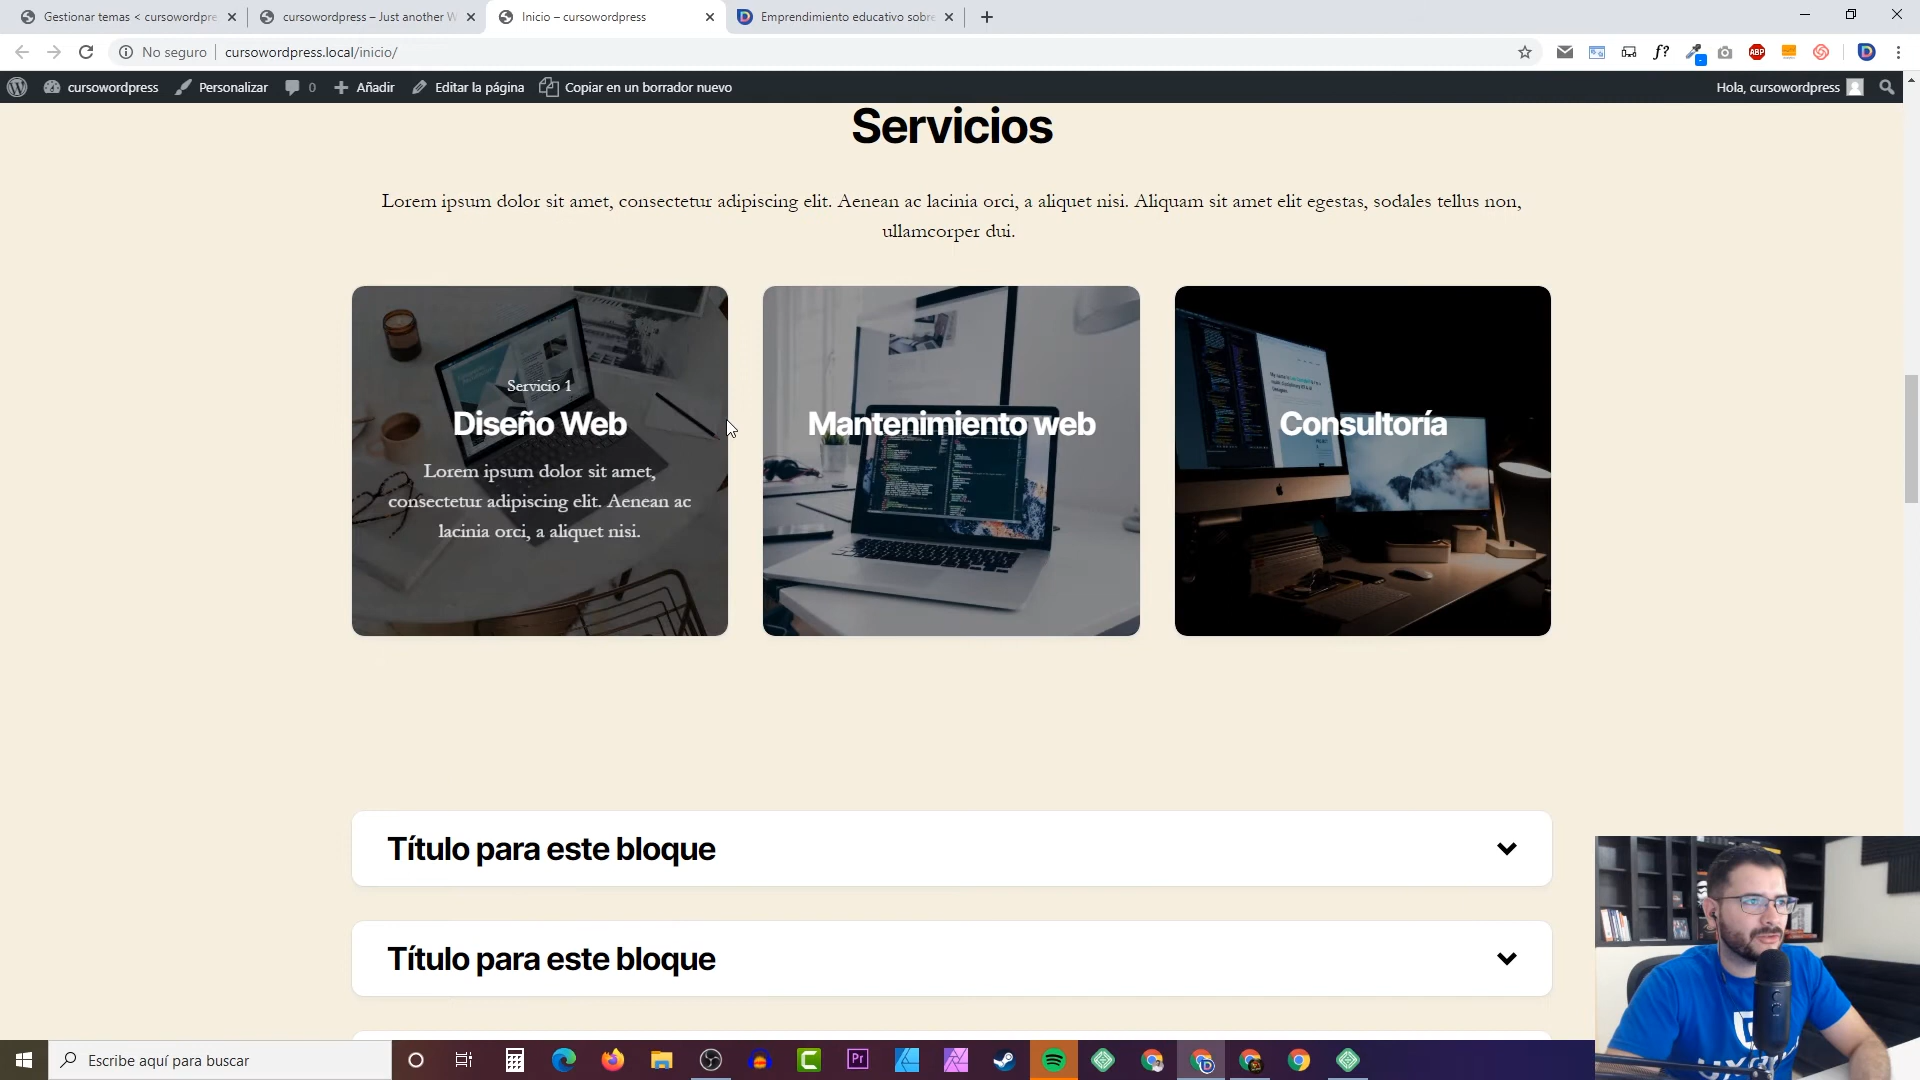 Gestionar temas < cursowordpre
cursowordpress – Just another W
Inicio – cursowordpress
Emprendimiento educativo sobre
No seguro
cursowordpress.local/inicio/
f?
ABP
D
cursowordpress
Personalizar
0
Añadir
Editar la página
Copiar en un borrador nuevo
Hola, cursowordpress
Servicios
Lorem ipsum dolor sit amet, consectetur adipiscing elit. Aenean ac lacinia orci, a aliquet nisi. Aliquam sit amet elit egestas, sodales tellus non,
ullamcorper dui.
Servicio 1
Diseño Web
Lorem ipsum dolor sit amet,
consectetur adipiscing elit. Aenean ac
lacinia orci, a aliquet nisi.
Mantenimiento web
Consultoría
Título para este bloque
Título para este bloque
Escribe aquí para buscar
Pr